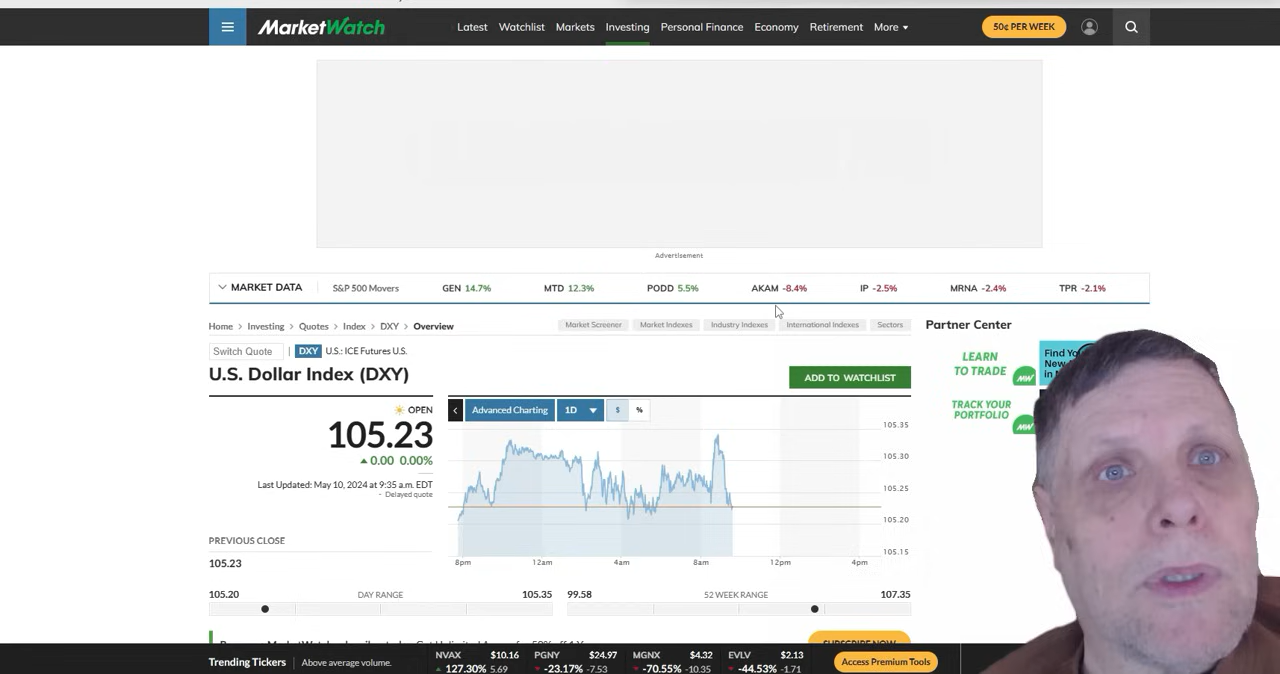 MarketWatch
Latest Watchlist Markets Investing Personal Finance Economy Retirement More
50¢ PER WEEK
Advertisement
MARKET DATA S&P 500 Movers GEN 14.7% MTD 12.3% PODD 5.5% AKAM -8.4% IP -2.5% MRNA -2.4% TPR -2.1%
Home > Investing > Quotes > Index > DXY > Overview
Market Screener Market Indexes Industry Indexes International Indexes Sectors
Partner Center
Switch Quote | DXY U.S.: ICE Futures U.S.
U.S. Dollar Index (DXY)
ADD TO WATCHLIST
LEARN
TO TRADE
MW
Find Yo
New
in
TRACK YOUR
PORTFOLIO
MW
OPEN
105.23
0.00 0.00%
Last Updated: May 10, 2024 at 9:35 a.m. EDT
- Delayed quote
PREVIOUS CLOSE
105.23
Advanced Charting 1D $ %
105.35
105.30
105.25
105.20
105.15
8pm 12am 4am 8am 12pm 4pm
105.20 DAY RANGE 105.35
99.58 52 WEEK RANGE 107.35
SUBSCRIBE NOW
Trending Tickers | Above average volume.
NVAX $10.16
127.30% 5.69
PGNY $24.97
-23.17% -7.53
MGNX $4.32
-70.55% -10.35
EVLV $2.13
-44.53% -1.71
Access Premium Tools